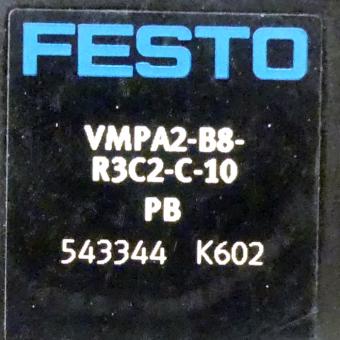 FESTO
VMPA2-B8-
R3C2-C-10
PB
543344 K602